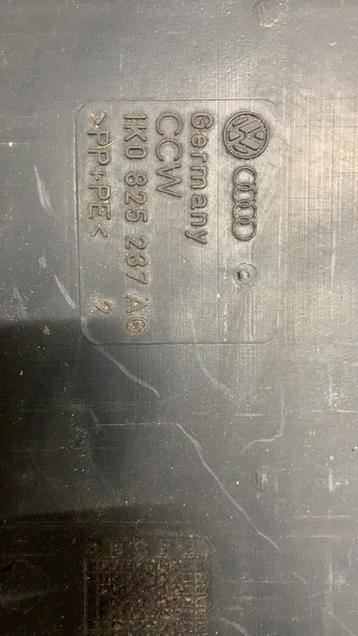 Germany
CCW
1K0 825 237 AG
>PP+PE< 2